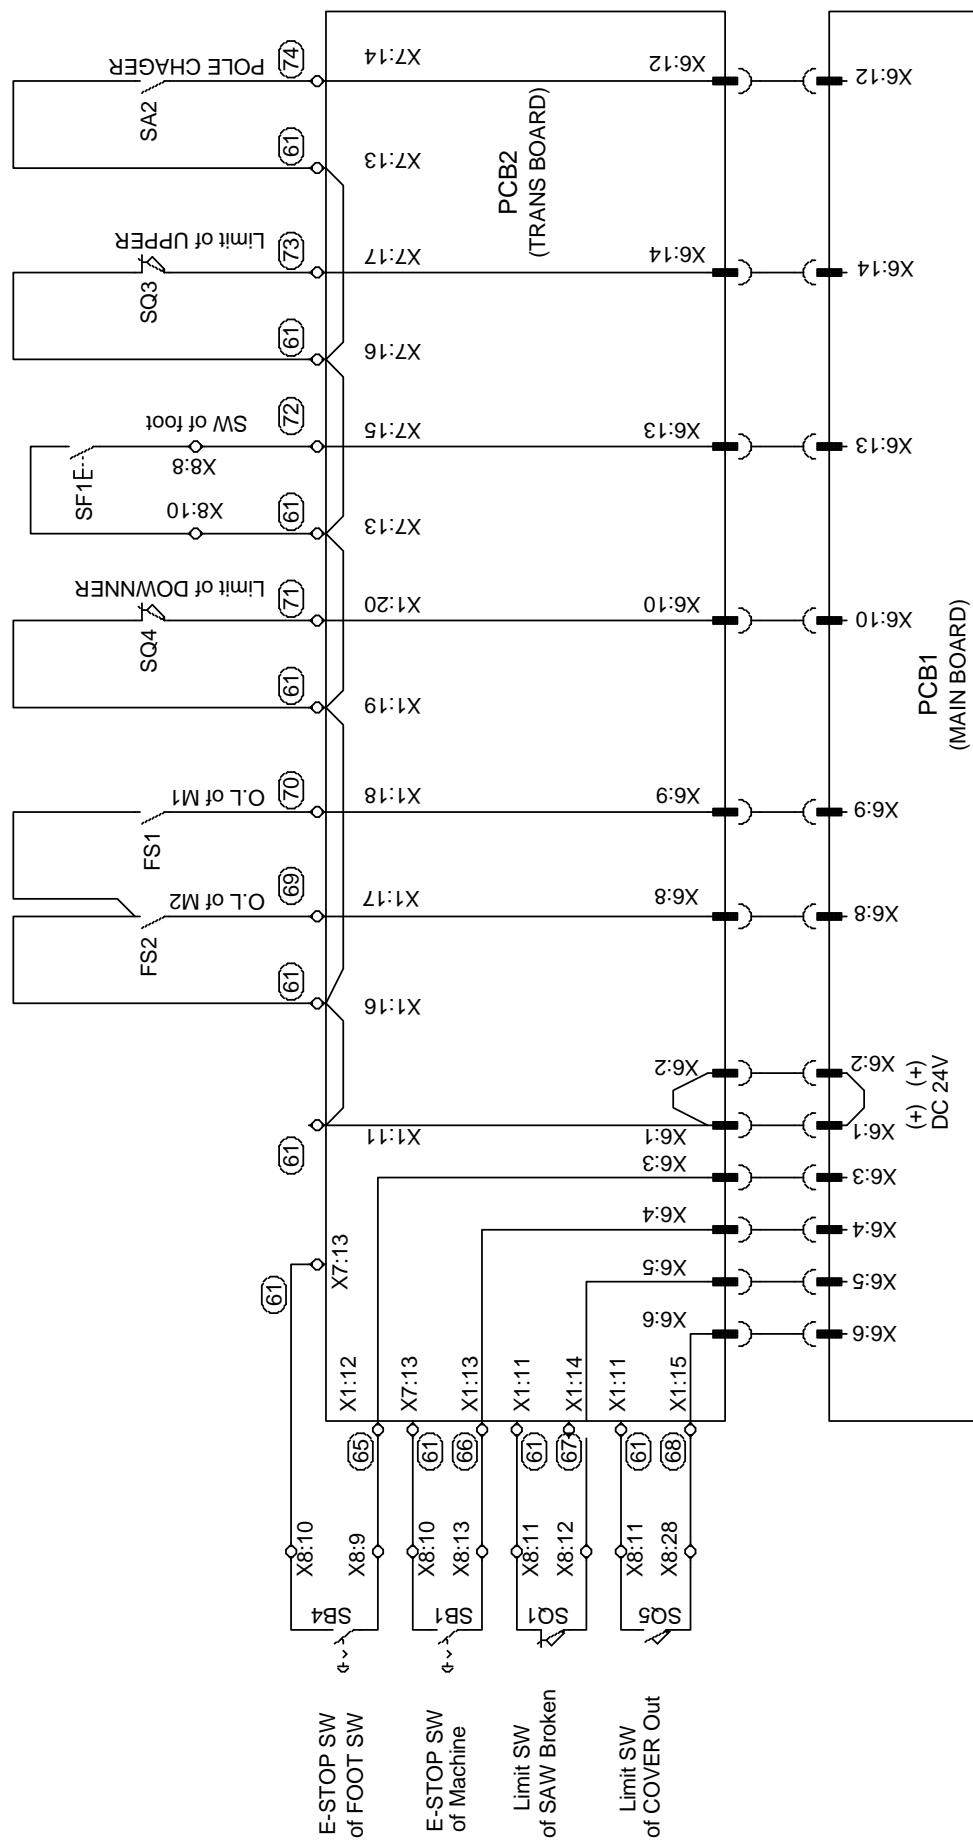 POLE CHAGER
SA2
74
61
X7:14
X7:13
X6:12
X6:12
Limit of UPPER
SQ3
73
61
X7:17
X7:16
X6:14
X6:14
PCB2
(TRANS BOARD)
SW of foot
SF1
X8:8
X8:10
72
61
X7:15
X7:13
X6:13
X6:13
Limit of DOWNNER
SQ4
71
61
X1:20
X1:19
X6:10
X6:10
PCB1
(MAIN BOARD)
O.L of M1
FS1
70
X1:18
X6:9
X6:9
O.L of M2
FS2
69
61
X1:17
X1:16
X6:8
X6:8
61
X1:11
X6:2
X6:1
X6:2
X6:1
(+) (+)
DC 24V
X6:3
X6:3
X6:4
X6:4
X6:5
X6:5
X6:6
X6:6
61
X7:13
X8:10
SB4
X8:9
65
X1:12
E-STOP SW
of FOOT SW
X7:13
61
X8:10
SB1
X8:13
66
X1:13
E-STOP SW
of Machine
X1:11
61
X8:11
SQ1
X8:12
67
X1:14
Limit SW
of SAW Broken
X1:11
61
X8:11
SQ5
X8:28
68
X1:15
Limit SW
of COVER Out